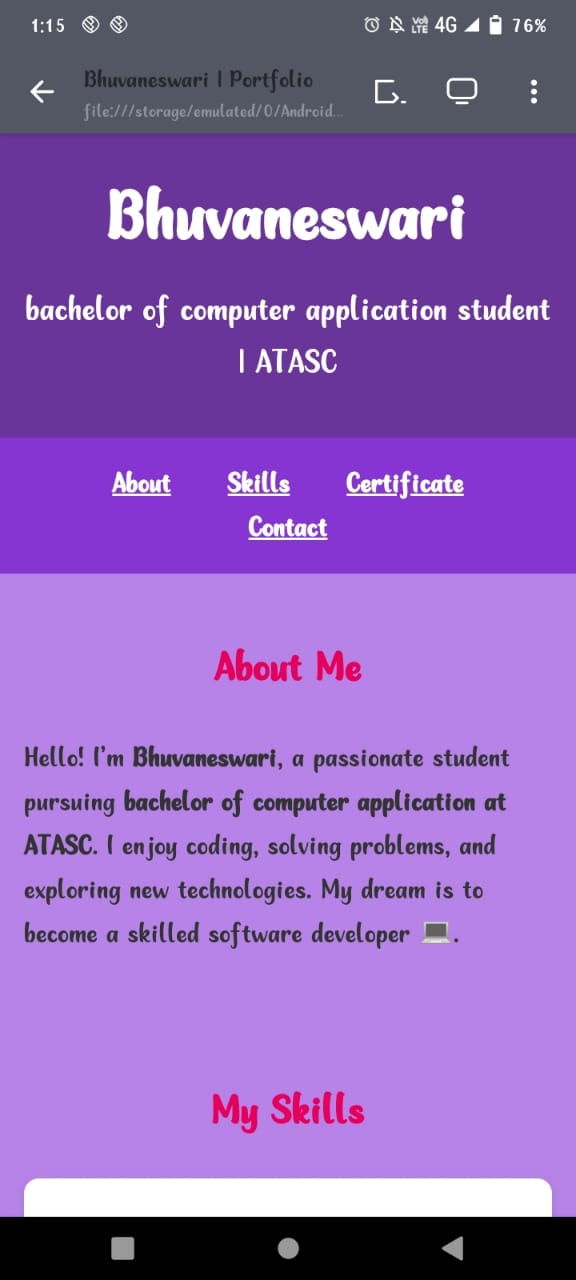 1:15 Vo) LTE 4G 76%
Bhuvaneswari | Portfolio
file:///storage/emulated/0/Android...
Bhuvaneswari
bachelor of computer application student
| ATASC
About Skills Certificate
Contact
About Me
Hello! I'm Bhuvaneswari, a passionate student
pursuing bachelor of computer application at
ATASC. I enjoy coding, solving problems, and
exploring new technologies. My dream is to
become a skilled software developer 💻.
My Skills